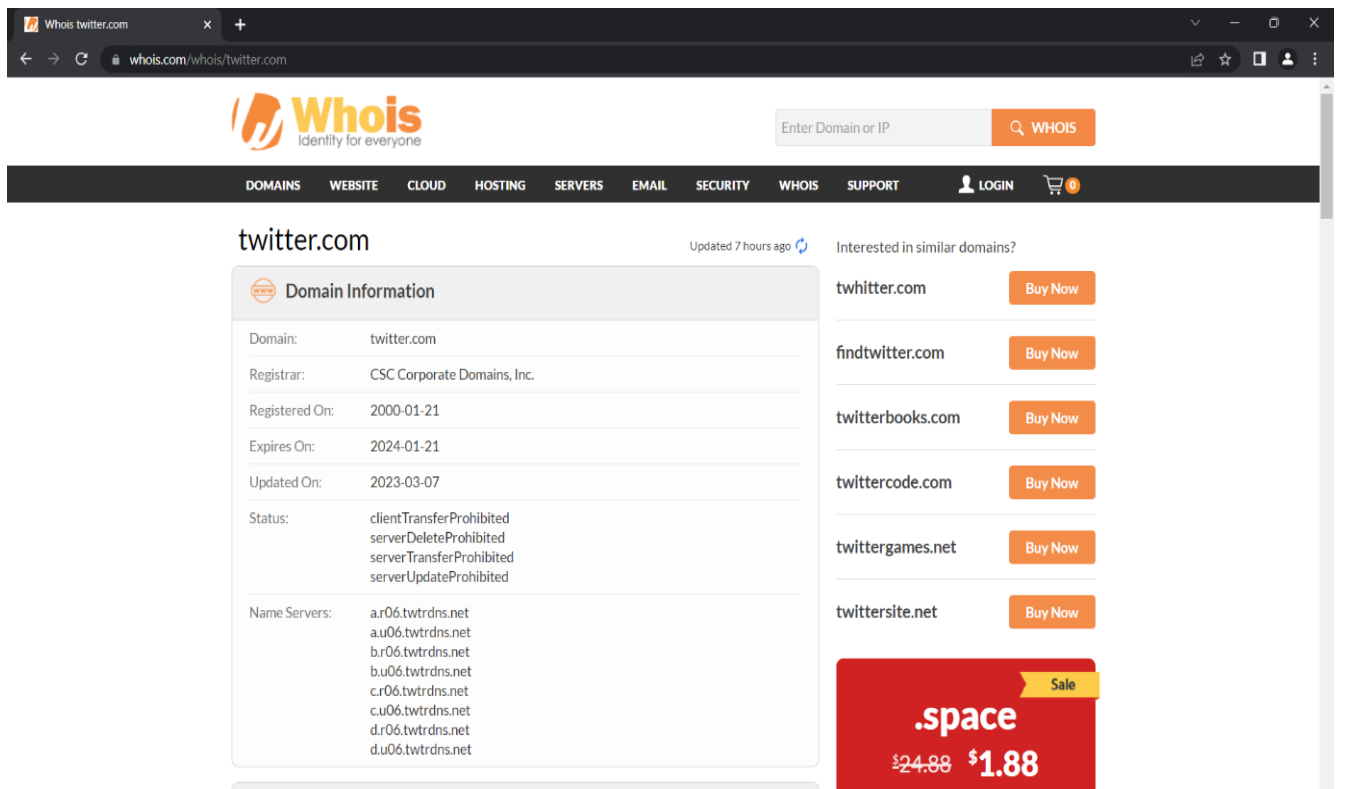 Whois twitter.com
whois.com/whois/twitter.com
Whois
Identity for everyone
Enter Domain or IP
WHOIS
DOMAINS WEBSITE CLOUD HOSTING SERVERS EMAIL SECURITY WHOIS SUPPORT LOGIN 0
twitter.com
Updated 7 hours ago
www Domain Information
Domain: twitter.com
Registrar: CSC Corporate Domains, Inc.
Registered On: 2000-01-21
Expires On: 2024-01-21
Updated On: 2023-03-07
Status: clientTransferProhibited
serverDeleteProhibited
serverTransferProhibited
serverUpdateProhibited
Name Servers: a.r06.twtrdns.net
a.u06.twtrdns.net
b.r06.twtrdns.net
b.u06.twtrdns.net
c.r06.twtrdns.net
c.u06.twtrdns.net
d.r06.twtrdns.net
d.u06.twtrdns.net
Interested in similar domains?
twhitter.com Buy Now
findtwitter.com Buy Now
twitterbooks.com Buy Now
twittercode.com Buy Now
twittergames.net Buy Now
twittersite.net Buy Now
Sale
.space
$24.88 $1.88